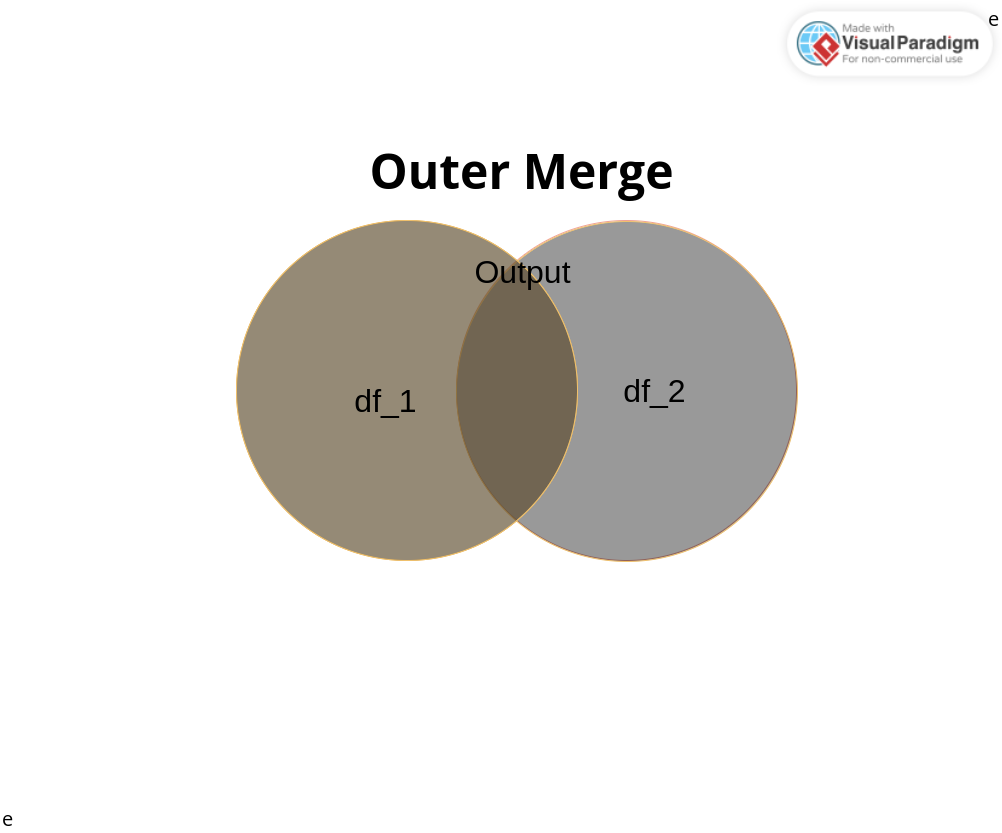 e
Made with
Visual Paradigm
For non-commercial use
Outer Merge
Output
df_1
df_2
e